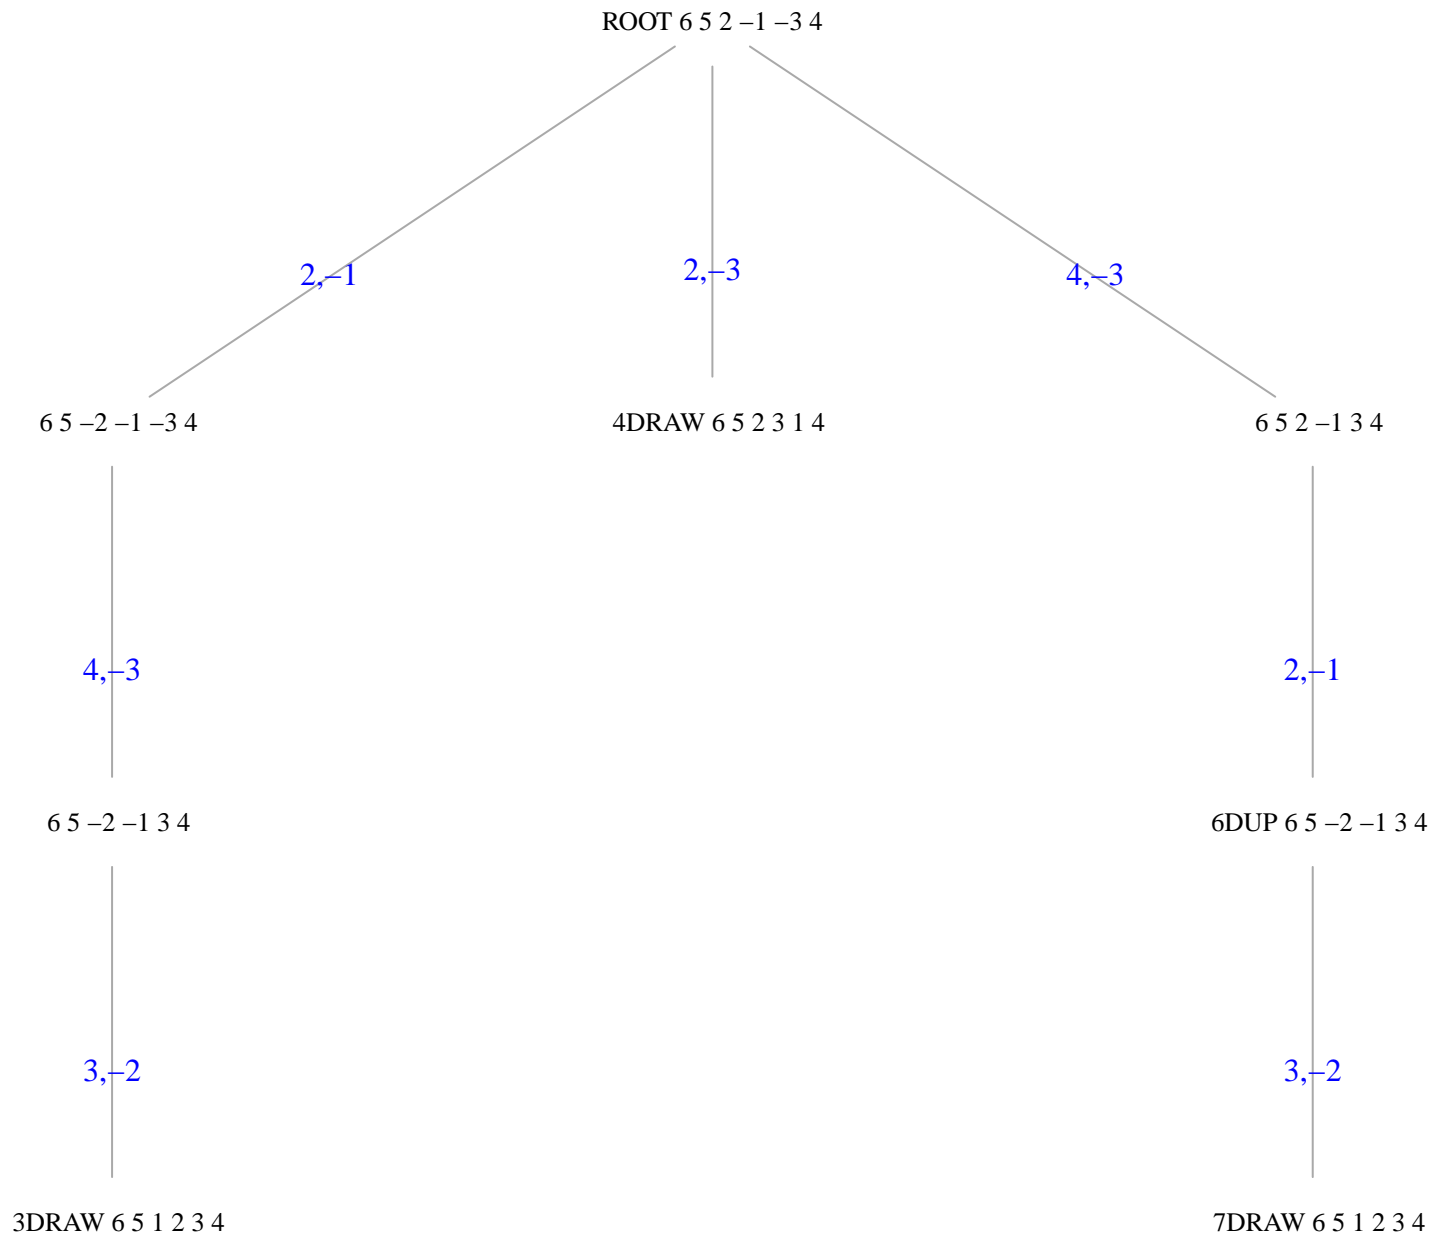 ROOT 6 5 2 –1 –3 4
2,–1
2,–3
4,–3
6 5 –2 –1 –3 4
4DRAW 6 5 2 3 1 4
6 5 2 –1 3 4
4,–3
2,–1
6 5 –2 –1 3 4
6DUP 6 5 –2 –1 3 4
3,–2
3,–2
3DRAW 6 5 1 2 3 4
7DRAW 6 5 1 2 3 4